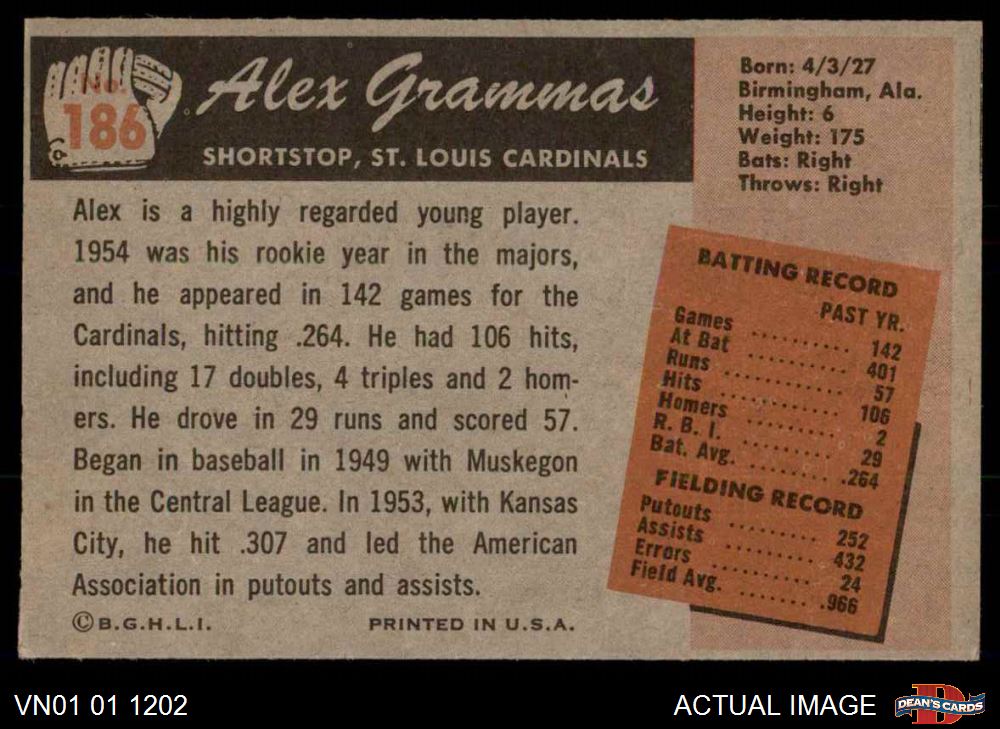 No.
186
Alex Grammas
SHORTSTOP, ST. LOUIS CARDINALS
Born: 4/3/27
Birmingham, Ala.
Height: 6
Weight: 175
Bats: Right
Throws: Right
Alex is a highly regarded young player.
1954 was his rookie year in the majors,
and he appeared in 142 games for the
Cardinals, hitting .264. He had 106 hits,
including 17 doubles, 4 triples and 2 hom-
ers. He drove in 29 runs and scored 57.
Began in baseball in 1949 with Muskegon
in the Central League. In 1953, with Kansas
City, he hit .307 and led the American
Association in putouts and assists.
©B.G.H.L.I. PRINTED IN U.S.A.
BATTING RECORD
PAST YR.
Games .......... 142
At Bat .......... 401
Runs ............ 57
Hits ............ 106
Homers .......... 2
R. B. I. ......... 29
Bat. Avg. ....... .264
FIELDING RECORD
Putouts ........ 252
Assists ......... 432
Errors .......... 24
Field Avg. ....... .966
VN01 01 1202
ACTUAL IMAGE
D
DEAN'S CARDS